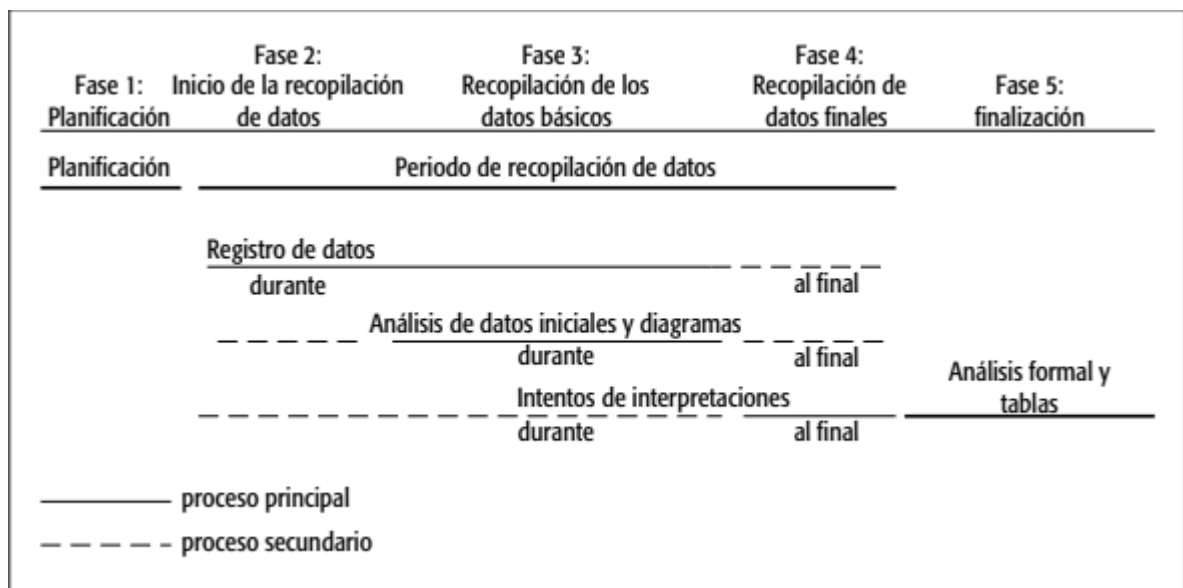 Fase 1:
Planificación
Fase 2:
Inicio de la recopilación
de datos
Fase 3:
Recopilación de los
datos básicos
Fase 4:
Recopilación de
datos finales
Fase 5:
finalización
Planificación
Periodo de recopilación de datos
Registro de datos
durante
al final
Análisis de datos iniciales y diagramas
durante
al final
Intentos de interpretaciones
durante
al final
Análisis formal y
tablas
proceso principal
proceso secundario